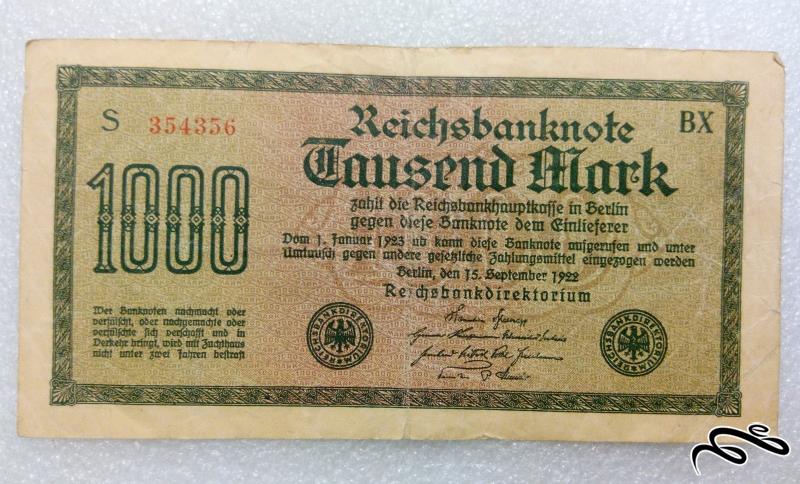 S 354356
BX
1000
Reichsbanknote
Tausend Mark
zahlt die Reichsbankhauptkasse in Berlin
gegen diese Banknote dem Einlieferer
Dom 1. Januar 1923 ab kann diese Banknote aufgerufen und unter
Umtausch gegen andere gesetzliche Zahlungsmittel eingezogen werden
Berlin, den 15. September 1922
Reichsbankdirektorium
Wer Banknoten nachmacht oder
verfälscht, oder nachgemachte oder
verfälschte sich verschafft und in
Verkehr bringt, wird mit Zuchthaus
nicht unter zwei Jahren bestraft
REICHSBANKDIREKTORIUM
REICHSBANKDIREKTORIUM